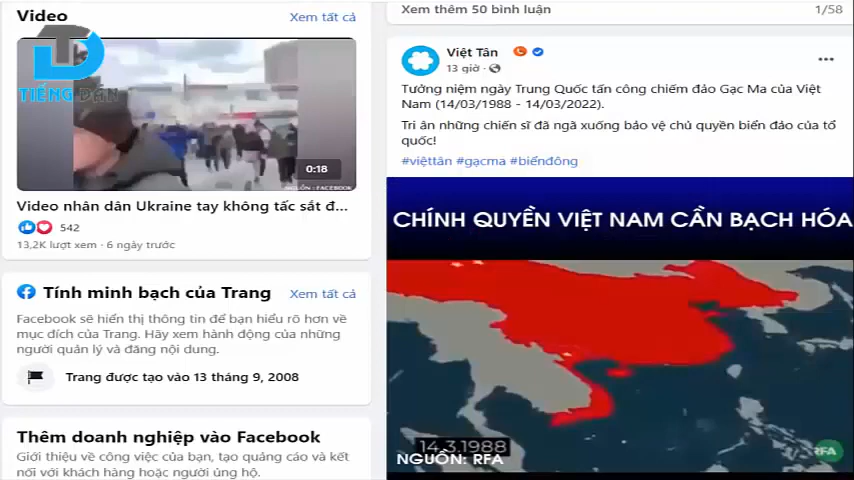 Video
Xem tất cả
TIẾNG DÂN
0:18
NGUỒN : FACEBOOK
Video nhân dân Ukraine tay không tấc sắt đ...
542
13,2K lượt xem · 6 ngày trước
Tính minh bạch của Trang
Xem tất cả
Facebook sẽ hiển thị thông tin để bạn hiểu rõ hơn về
mục đích của Trang. Hãy xem hành động của những
người quản lý và đăng nội dung.
Trang được tạo vào 13 tháng 9, 2008
Thêm doanh nghiệp vào Facebook
Giới thiệu về công việc của bạn, tạo quảng cáo và kết
nối với khách hàng hoặc người ủng hộ.
Xem thêm 50 bình luận
1/58
Việt Tân
13 giờ ·
Tưởng niệm ngày Trung Quốc tấn công chiếm đảo Gạc Ma của Việt
Nam (14/03/1988 - 14/03/2022).
Tri ân những chiến sĩ đã ngã xuống bảo vệ chủ quyền biển đảo của tổ
quốc!
#việttân #gạcma #biểnđông
CHÍNH QUYỀN VIỆT NAM CẦN BẠCH HÓA
14.3.1988
NGUỒN: RFA
RFA